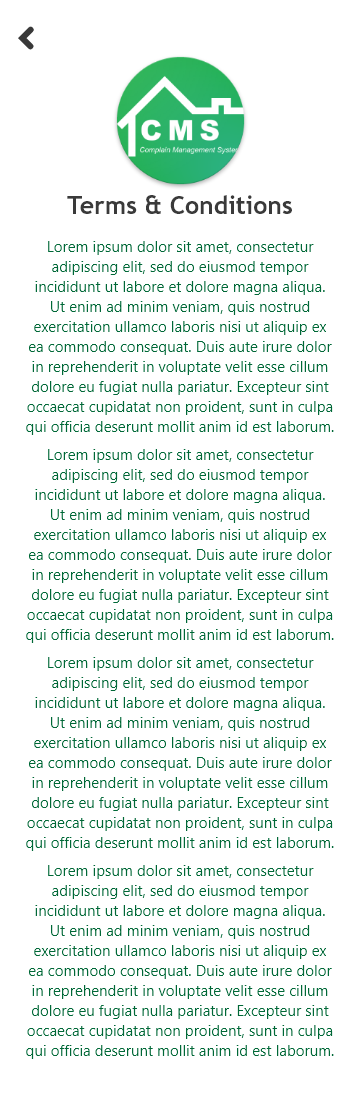 CMS
Complain Management System
Terms & Conditions
Lorem ipsum dolor sit amet, consectetur
adipiscing elit, sed do eiusmod tempor
incididunt ut labore et dolore magna aliqua.
Ut enim ad minim veniam, quis nostrud
exercitation ullamco laboris nisi ut aliquip ex
ea commodo consequat. Duis aute irure dolor
in reprehenderit in voluptate velit esse cillum
dolore eu fugiat nulla pariatur. Excepteur sint
occaecat cupidatat non proident, sunt in culpa
qui officia deserunt mollit anim id est laborum.
Lorem ipsum dolor sit amet, consectetur
adipiscing elit, sed do eiusmod tempor
incididunt ut labore et dolore magna aliqua.
Ut enim ad minim veniam, quis nostrud
exercitation ullamco laboris nisi ut aliquip ex
ea commodo consequat. Duis aute irure dolor
in reprehenderit in voluptate velit esse cillum
dolore eu fugiat nulla pariatur. Excepteur sint
occaecat cupidatat non proident, sunt in culpa
qui officia deserunt mollit anim id est laborum.
Lorem ipsum dolor sit amet, consectetur
adipiscing elit, sed do eiusmod tempor
incididunt ut labore et dolore magna aliqua.
Ut enim ad minim veniam, quis nostrud
exercitation ullamco laboris nisi ut aliquip ex
ea commodo consequat. Duis aute irure dolor
in reprehenderit in voluptate velit esse cillum
dolore eu fugiat nulla pariatur. Excepteur sint
occaecat cupidatat non proident, sunt in culpa
qui officia deserunt mollit anim id est laborum.
Lorem ipsum dolor sit amet, consectetur
adipiscing elit, sed do eiusmod tempor
incididunt ut labore et dolore magna aliqua.
Ut enim ad minim veniam, quis nostrud
exercitation ullamco laboris nisi ut aliquip ex
ea commodo consequat. Duis aute irure dolor
in reprehenderit in voluptate velit esse cillum
dolore eu fugiat nulla pariatur. Excepteur sint
occaecat cupidatat non proident, sunt in culpa
qui officia deserunt mollit anim id est laborum.